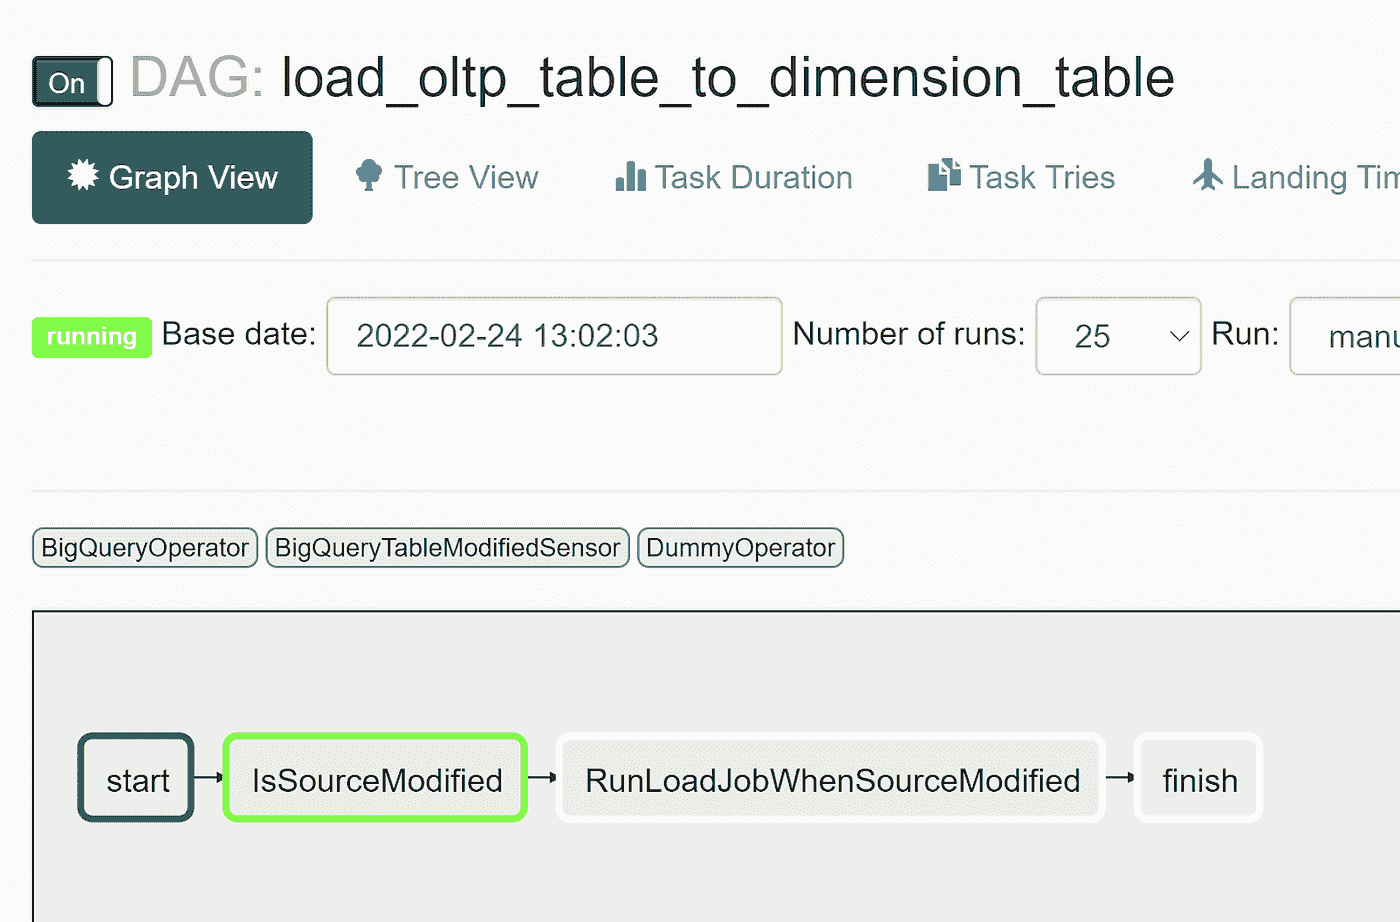 On DAG: load_oltp_table_to_dimension_table
Graph View Tree View Task Duration Task Tries Landing Tim
running Base date: 2022-02-24 13:02:03 Number of runs: 25 Run: manu
BigQueryOperator BigQueryTableModifiedSensor DummyOperator
start IsSourceModified RunLoadJobWhenSourceModified finish